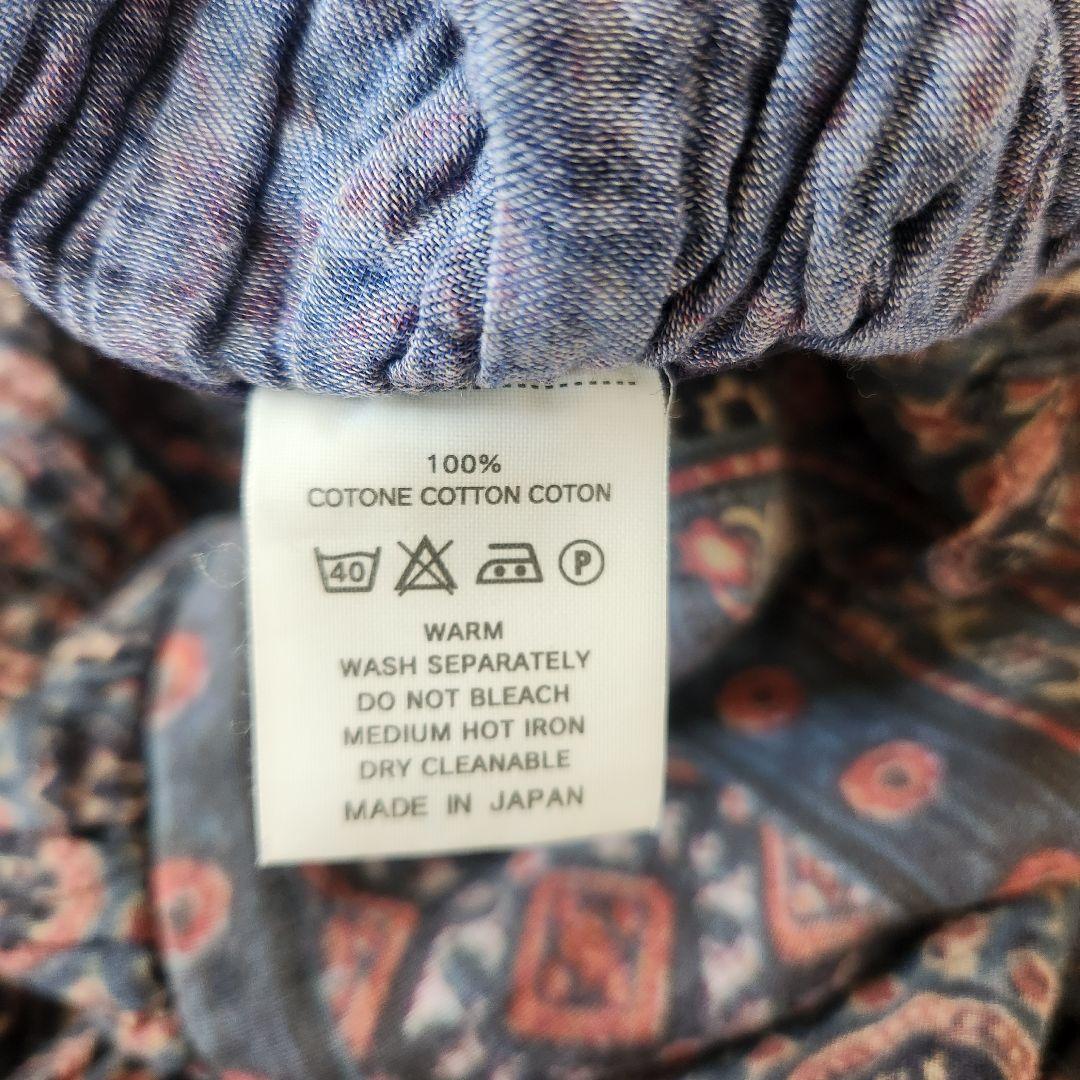 100%
COTONE COTTON COTON
40 P
WARM
WASH SEPARATELY
DO NOT BLEACH
MEDIUM HOT IRON
DRY CLEANABLE
MADE IN JAPAN